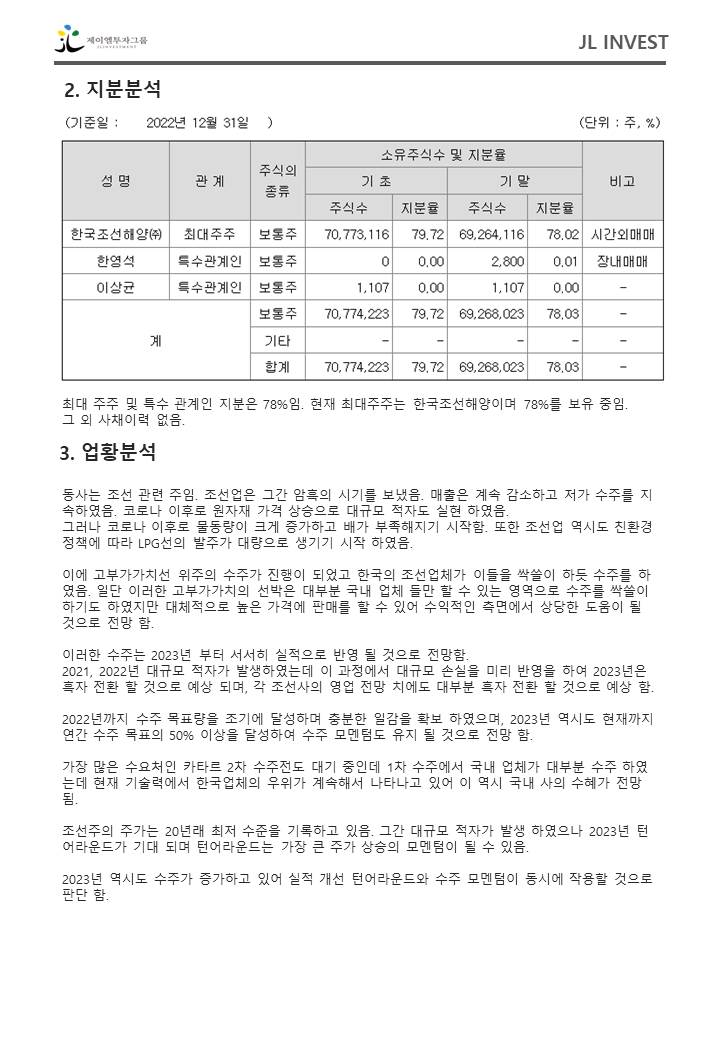 제이엘투자그룹
JLINVESTMENT
JL INVEST
2. 지분분석
(기준일 : 2022년 12월 31일 ) (단위 : 주, %)
성 명 관 계 주식의 종류 소유주식수 및 지분율 비고
기 초 기 말
주식수 지분율 주식수 지분율
한국조선해양㈜ 최대주주 보통주 70,773,116 79.72 69,264,116 78.02 시간외매매
한영석 특수관계인 보통주 0 0.00 2,800 0.01 장내매매
이상균 특수관계인 보통주 1,107 0.00 1,107 0.00 -
계 보통주 70,774,223 79.72 69,268,023 78.03 -
기타 - - - - -
합계 70,774,223 79.72 69,268,023 78.03 -
최대 주주 및 특수 관계인 지분은 78%임. 현재 최대주주는 한국조선해양이며 78%를 보유 중임.
그 외 사채이력 없음.
3. 업황분석
동사는 조선 관련 주임. 조선업은 그간 암흑의 시기를 보냈음. 매출은 계속 감소하고 저가 수주를 지
속하였음. 코로나 이후로 원자재 가격 상승으로 대규모 적자도 실현 하였음.
그러나 코로나 이후로 물동량이 크게 증가하고 배가 부족해지기 시작함. 또한 조선업 역시도 친환경
정책에 따라 LPG선의 발주가 대량으로 생기기 시작 하였음.
이에 고부가가치선 위주의 수주가 진행이 되었고 한국의 조선업체가 이들을 싹쓸이 하듯 수주를 하
였음. 일단 이러한 고부가가치의 선박은 대부분 국내 업체 들만 할 수 있는 영역으로 수주를 싹쓸이
하기도 하였지만 대체적으로 높은 가격에 판매를 할 수 있어 수익적인 측면에서 상당한 도움이 될
것으로 전망 함.
이러한 수주는 2023년 부터 서서히 실적으로 반영 될 것으로 전망함.
2021, 2022년 대규모 적자가 발생하였는데 이 과정에서 대규모 손실을 미리 반영을 하여 2023년은
흑자 전환 할 것으로 예상 되며, 각 조선사의 영업 전망 치에도 대부분 흑자 전환 할 것으로 예상 함.
2022년까지 수주 목표량을 조기에 달성하며 충분한 일감을 확보 하였으며, 2023년 역시도 현재까지
연간 수주 목표의 50% 이상을 달성하여 수주 모멘텀도 유지 될 것으로 전망 함.
가장 많은 수요처인 카타르 2차 수주전도 대기 중인데 1차 수주에서 국내 업체가 대부분 수주 하였
는데 현재 기술력에서 한국업체의 우위가 계속해서 나타나고 있어 이 역시 국내 사의 수혜가 전망
됨.
조선주의 주가는 20년래 최저 수준을 기록하고 있음. 그간 대규모 적자가 발생 하였으나 2023년 턴
어라운드가 기대 되며 턴어라운드는 가장 큰 주가 상승의 모멘텀이 될 수 있음.
2023년 역시도 수주가 증가하고 있어 실적 개선 턴어라운드와 수주 모멘텀이 동시에 작용할 것으로
판단 함.